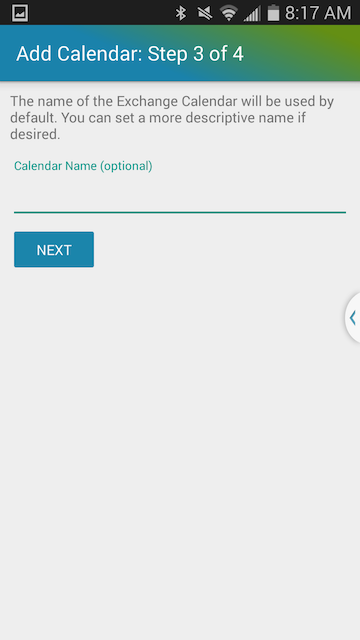 8:17 AM
Add Calendar: Step 3 of 4
The name of the Exchange Calendar will be used by
default. You can set a more descriptive name if
desired.
Calendar Name (optional)
NEXT